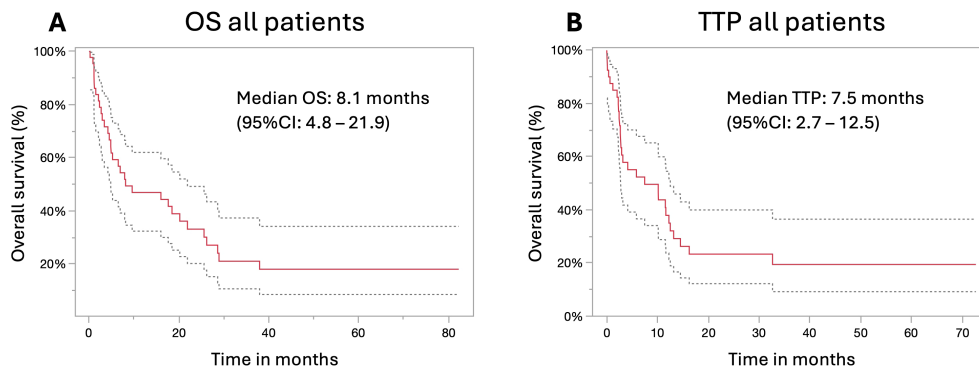 A
OS all patients
100%
80%
60%
40%
20%
Overall survival (%)
Median OS: 8.1 months
(95%CI: 4.8 – 21.9)
0
20
40
60
80
Time in months
B
TTP all patients
100%
80%
60%
40%
20%
0%
Overall survival (%)
Median TTP: 7.5 months
(95%CI: 2.7 – 12.5)
0
10
20
30
40
50
60
70
Time in months